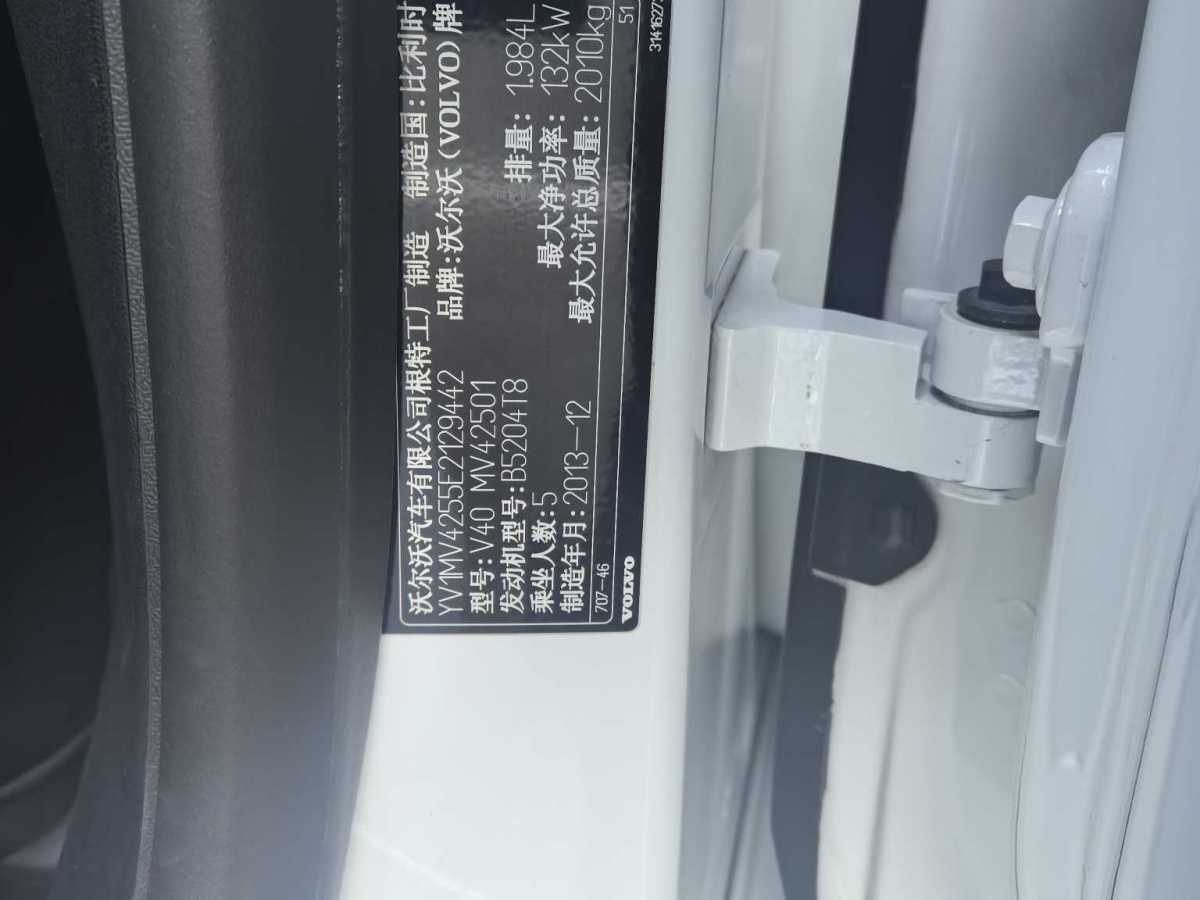 沃尔沃汽车有限公司根特工厂制造 制造国:比利时
YV1MV4255E2129442 品牌:沃尔沃(VOLVO)牌
型号:V40 MV42501
发动机型号:B5204T8 排量:1.984L
乘坐人数:5 最大净功率:132kW
制造年月:2013-12 最大允许总质量:2010kg
707-46 51
VOLVO 3141627